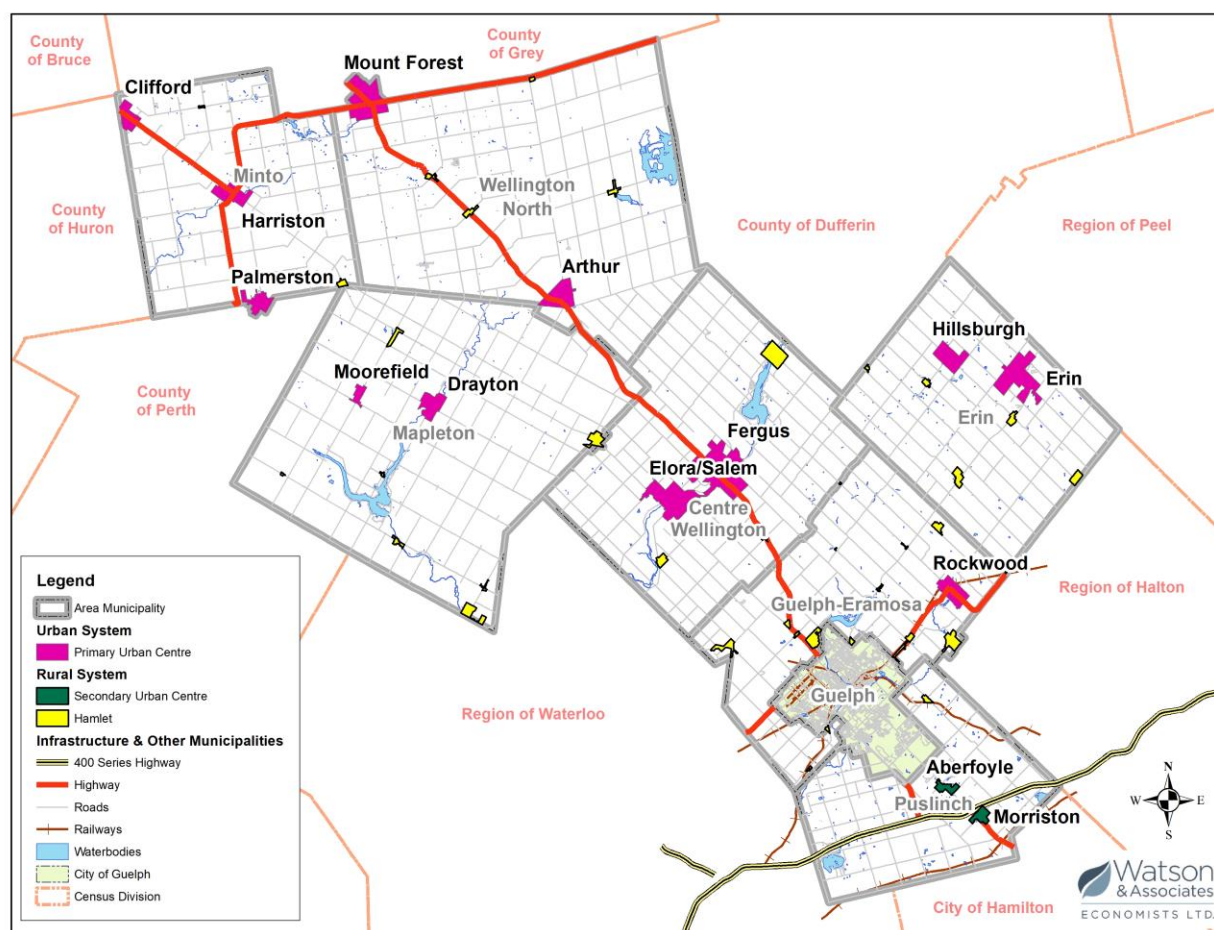 County
of Bruce
County
of Grey
Mount Forest
Clifford
Minto
Wellington
North
County
of Huron
Harriston
County of Dufferin
Region of Peel
Palmerston
Arthur
Hillsburgh
Erin
Erin
Moorefield
Drayton
County
of Perth
Mapleton
Fergus
Elora/Salem
Centre
Wellington
Rockwood
Region of Halton
Guelph-Eramosa
Guelph
Region of Waterloo
Aberfoyle
Puslinch
Morriston
City of Hamilton
N
W
E
S
Legend
Area Municipality
Urban System
Primary Urban Centre
Rural System
Secondary Urban Centre
Hamlet
Infrastructure & Other Municipalities
400 Series Highway
Highway
Roads
Railways
Waterbodies
City of Guelph
Census Division
Watson
& Associates
ECONOMISTS LTD.